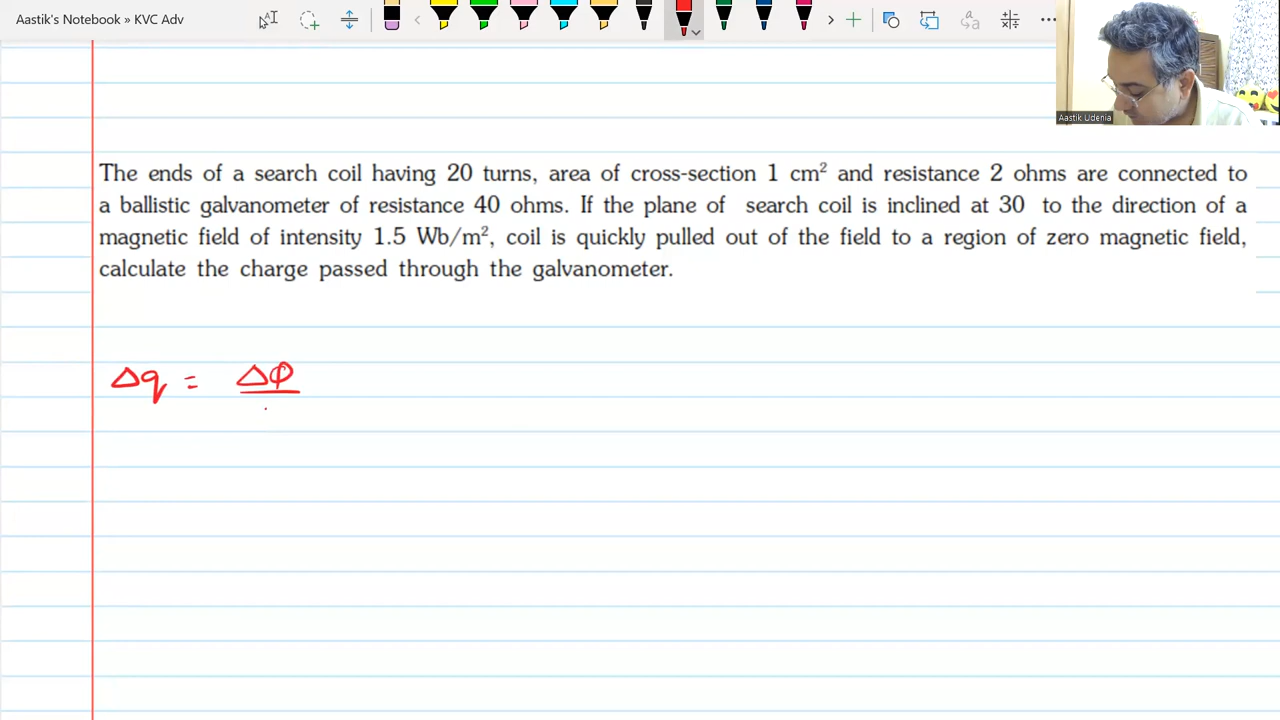 Aastik's Notebook » KVC Adv
Aastik Udenia
The ends of a search coil having 20 turns, area of cross-section 1 cm² and resistance 2 ohms are connected to
a ballistic galvanometer of resistance 40 ohms. If the plane of search coil is inclined at 30 to the direction of a
magnetic field of intensity 1.5 Wb/m², coil is quickly pulled out of the field to a region of zero magnetic field,
calculate the charge passed through the galvanometer.
Δq = Δφ